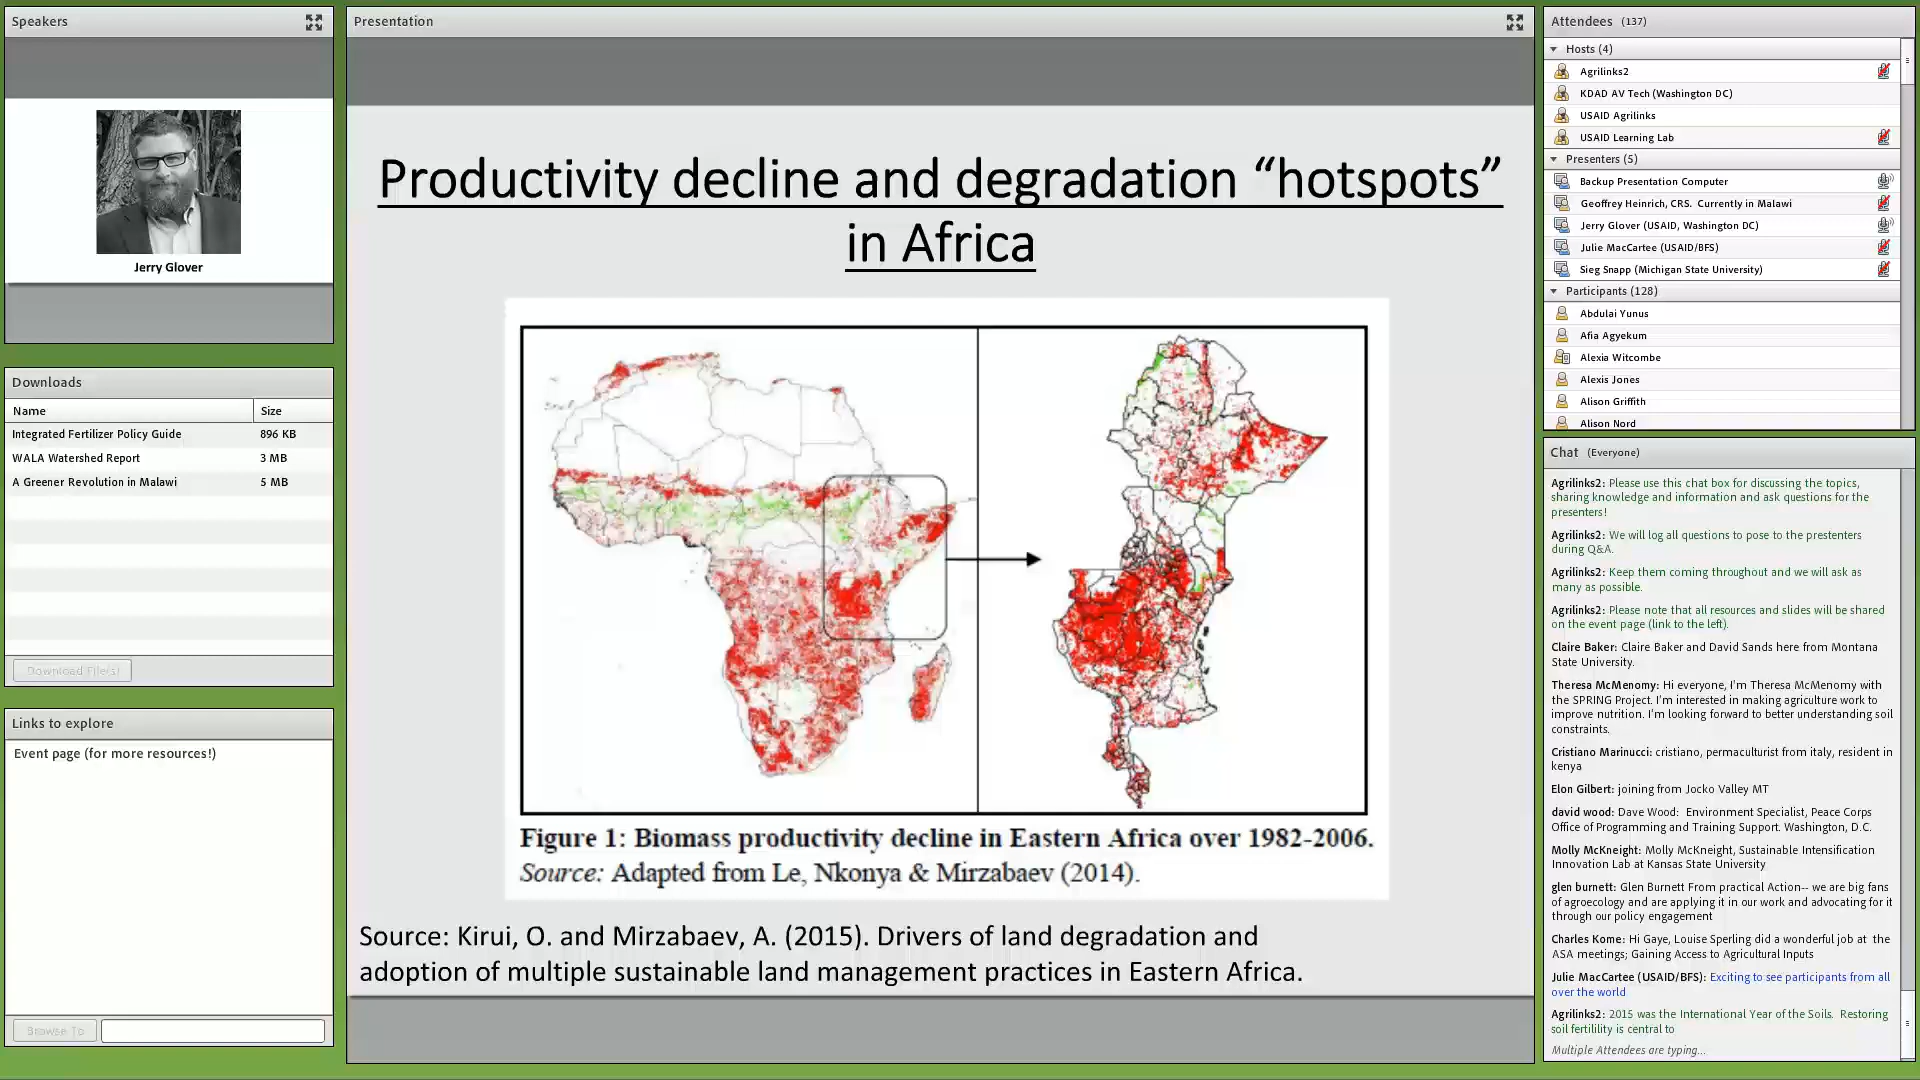 Speakers
Jerry Glover
Downloads
Name Size
Integrated Fertilizer Policy Guide 896 KB
WALA Watershed Report 3 MB
A Greener Revolution in Malawi 5 MB
Download File(s)
Links to explore
Event page (for more resources!)
Browse To
Presentation
Productivity decline and degradation “hotspots”
in Africa
Figure 1: Biomass productivity decline in Eastern Africa over 1982-2006.
Source: Adapted from Le, Nkonya & Mirzabaev (2014).
Source: Kirui, O. and Mirzabaev, A. (2015). Drivers of land degradation and
adoption of multiple sustainable land management practices in Eastern Africa.
Attendees (137)
Hosts (4)
Agrilinks2
KDAD AV Tech (Washington DC)
USAID Agrilinks
USAID Learning Lab
Presenters (5)
Backup Presentation Computer
Geoffrey Heinrich, CRS. Currently in Malawi
Jerry Glover (USAID, Washington DC)
Julie MacCartee (USAID/BFS)
Sieg Snapp (Michigan State University)
Participants (128)
Abdulai Yunus
Afia Agyekum
Alexia Witcombe
Alexis Jones
Alison Griffith
Alison Nord
Chat (Everyone)
Agrilinks2: Please use this chat box for discussing the topics,
sharing knowledge and information and ask questions for the
presenters!
Agrilinks2: We will log all questions to pose to the prestenters
during Q&A.
Agrilinks2: Keep them coming throughout and we will ask as
many as possible.
Agrilinks2: Please note that all resources and slides will be shared
on the event page (link to the left).
Claire Baker: Claire Baker and David Sands here from Montana
State University.
Theresa McMenomy: Hi everyone, I'm Theresa McMenomy with
the SPRING Project. I'm interested in making agriculture work to
improve nutrition. I'm looking forward to better understanding soil
constraints.
Cristiano Marinucci: cristiano, permaculturist from italy, resident in
kenya
Elon Gilbert: joining from Jocko Valley MT
david wood: Dave Wood: Environment Specialist, Peace Corps
Office of Programming and Training Support. Washington, D.C.
Molly McKneight: Molly McKnight, Sustainable Intensification
Innovation Lab at Kansas State University
glen burnett: Glen Burnett From practical Action-- we are big fans
of agroecology and are applying it in our work and advocating for it
through our policy engagement
Charles Kome: Hi Gaye, Louise Sperling did a wonderful job at the
ASA meetings; Gaining Access to Agricultural Inputs
Julie MacCartee (USAID/BFS): Exciting to see participants from all
over the world
Agrilinks2: 2015 was the International Year of the Soils. Restoring
soil fertilility is central to
Multiple Attendees are typing...